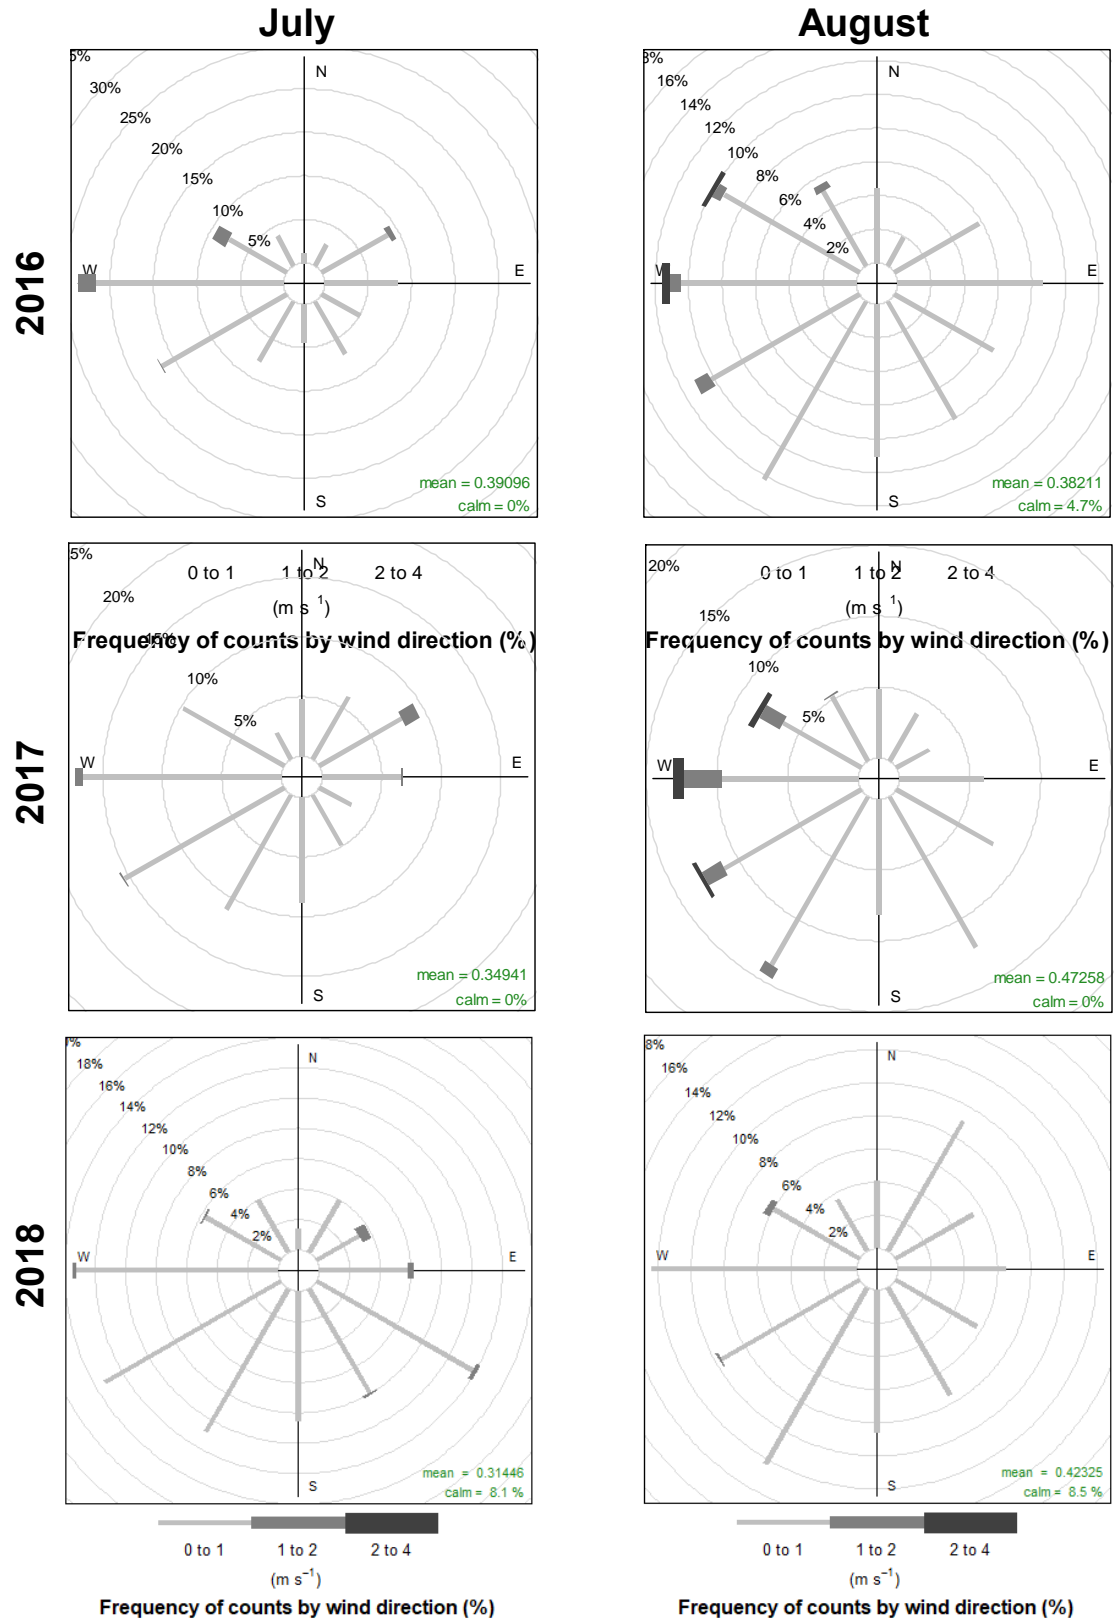 July August
2016
5%
30%
25%
20%
15%
10%
5%
N
W
E
S
mean = 0.39096
calm = 0%
8%
16%
14%
12%
10%
8%
6%
4%
2%
N
W
E
S
mean = 0.38211
calm = 4.7%
2017
5%
20%
15%
10%
5%
N
0 to 1 1 to 2 2 to 4
(m s⁻¹)
Frequency of counts by wind direction (%)
W
E
S
mean = 0.34941
calm = 0%
20%
15%
10%
5%
N
0 to 1 1 to 2 2 to 4
(m s⁻¹)
Frequency of counts by wind direction (%)
W
E
S
mean = 0.47258
calm = 0%
2018
18%
16%
14%
12%
10%
8%
6%
4%
2%
N
W
E
S
mean = 0.31446
calm = 8.1 %
8%
16%
14%
12%
10%
8%
6%
4%
2%
N
W
E
S
mean = 0.42325
calm = 8.5 %
0 to 1 1 to 2 2 to 4
(m s⁻¹)
Frequency of counts by wind direction (%)
0 to 1 1 to 2 2 to 4
(m s⁻¹)
Frequency of counts by wind direction (%)